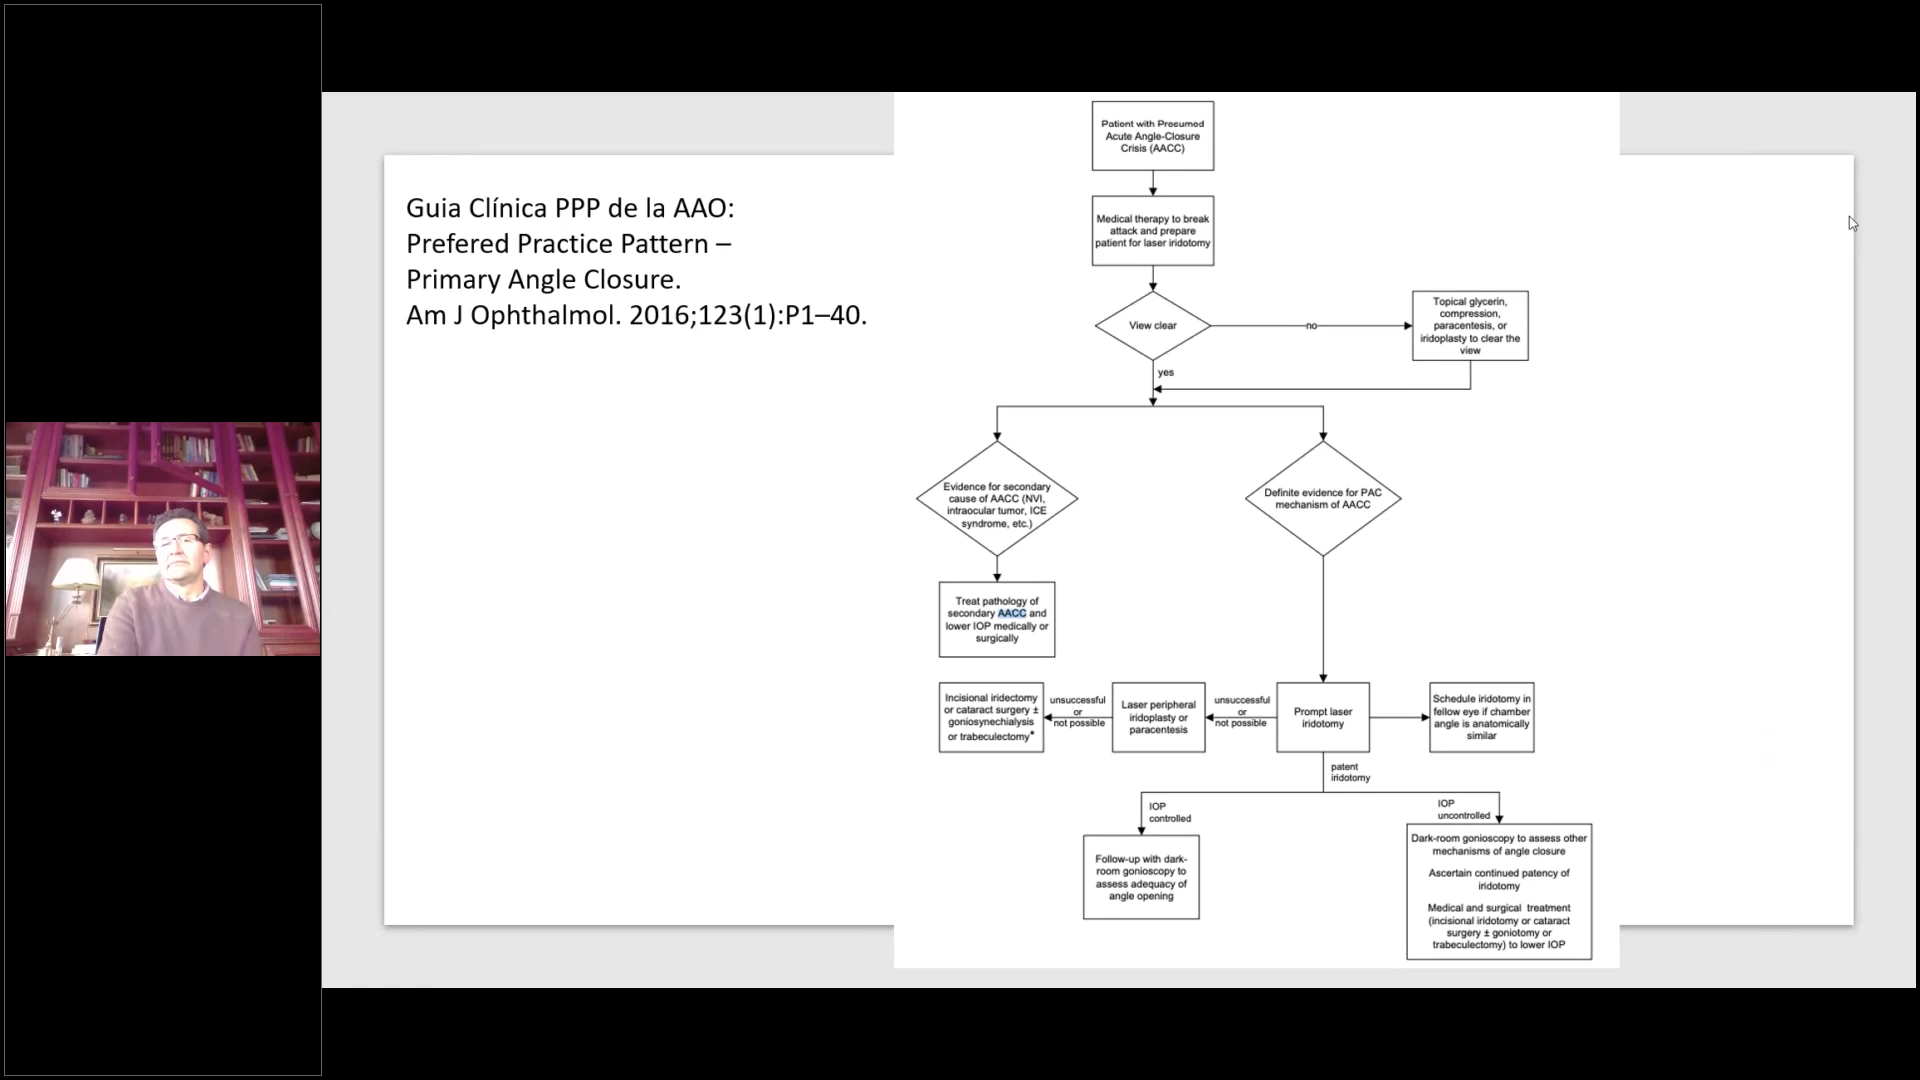 Guia Clínica PPP de la AAO:
Prefered Practice Pattern –
Primary Angle Closure.
Am J Ophthalmol. 2016;123(1):P1–40.
Patient with Presumed
Acute Angle-Closure
Crisis (AACC)
Medical therapy to break
attack and prepare
patient for laser iridotomy
View clear
no
Topical glycerin,
compression,
paracentesis, or
iridoplasty to clear the
view
yes
Evidence for secondary
cause of AACC (NVI,
intraocular tumor, ICE
syndrome, etc.)
Definite evidence for PAC
mechanism of AACC
Treat pathology of
secondary AACC and
lower IOP medically or
surgically
Incisional iridectomy
or cataract surgery ±
goniosynechialysis
or trabeculectomy*
unsuccessful
or
not possible
Laser peripheral
iridoplasty or
paracentesis
unsuccessful
or
not possible
Prompt laser
iridotomy
Schedule iridotomy in
fellow eye if chamber
angle is anatomically
similar
patent
iridotomy
IOP
controlled
IOP
uncontrolled
Follow-up with dark-
room gonioscopy to
assess adequacy of
angle opening
Dark-room gonioscopy to assess other
mechanisms of angle closure
Ascertain continued patency of
iridotomy
Medical and surgical treatment
(incisional iridotomy or cataract
surgery ± goniotomy or
trabeculectomy) to lower IOP